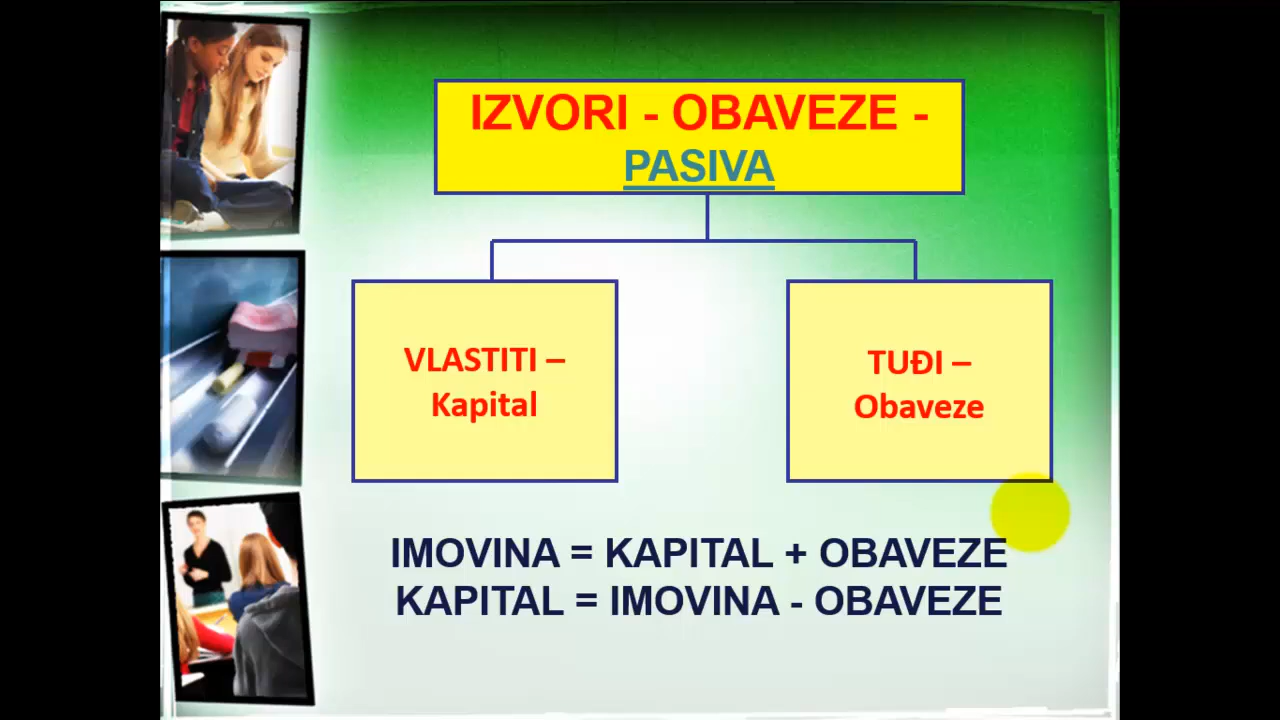 IZVORI - OBAVEZE -
PASIVA
VLASTITI –
Kapital
TUĐI –
Obaveze
IMOVINA = KAPITAL + OBAVEZE
KAPITAL = IMOVINA - OBAVEZE